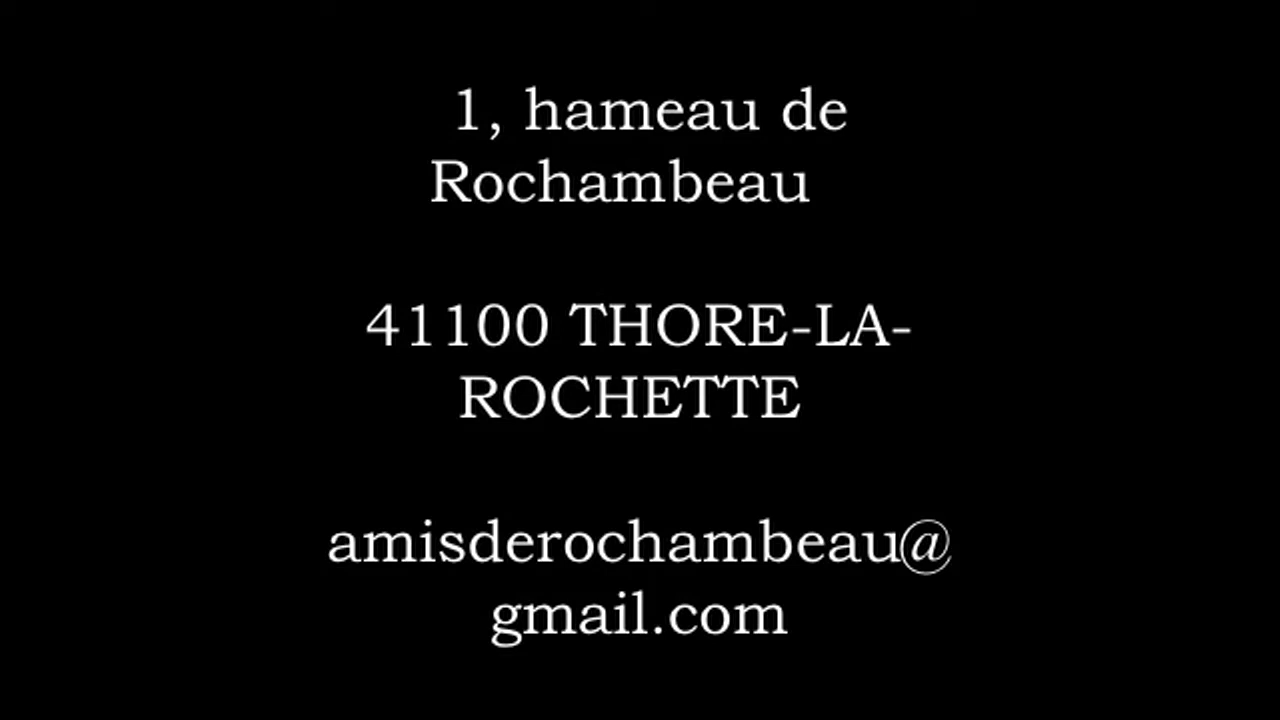 1, hameau de
Rochambeau
41100 THORE-LA-
ROCHETTE
amisderochambeau@
gmail.com